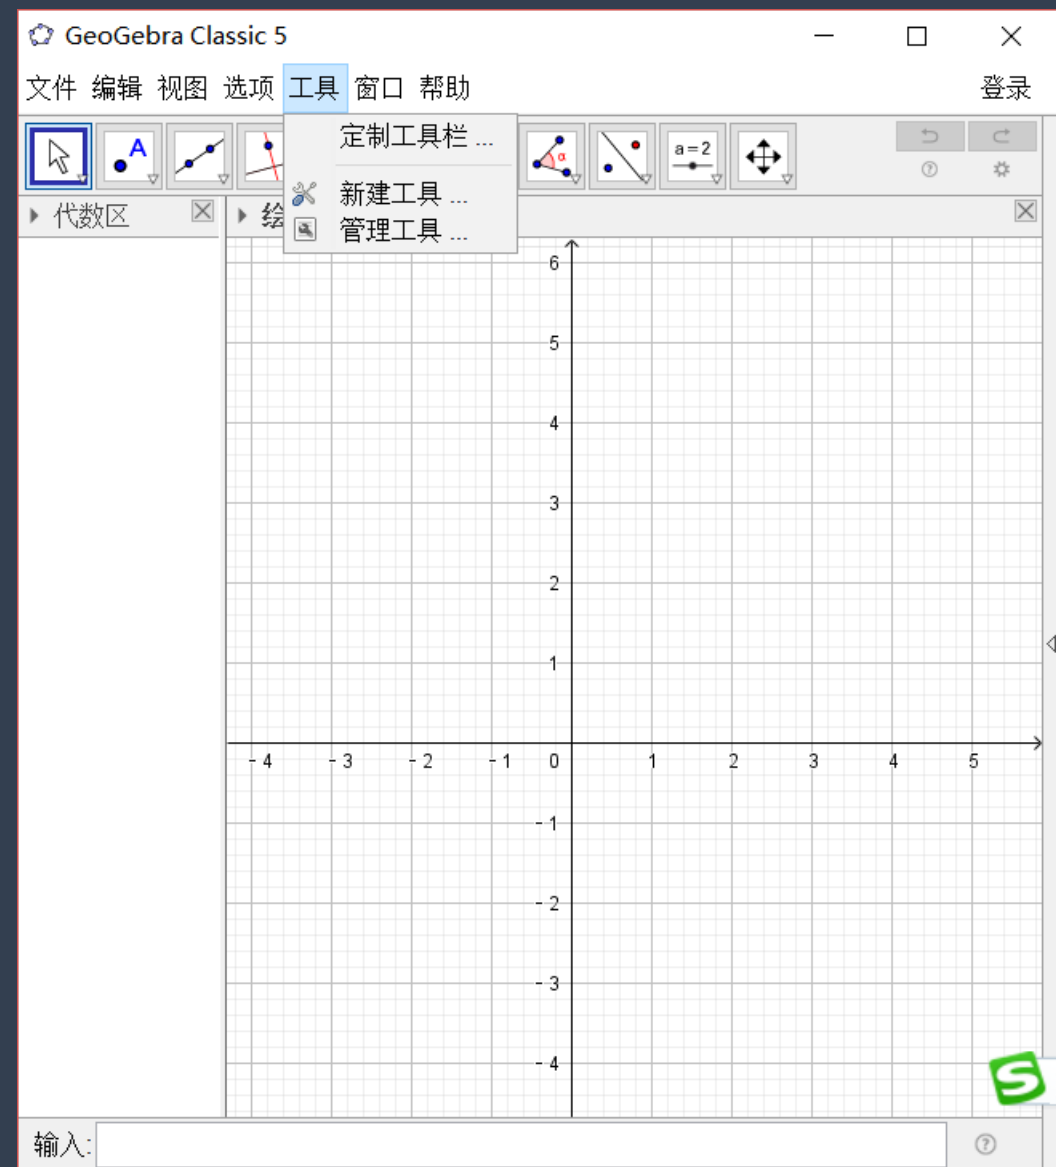 GeoGebra Classic 5
文件 编辑 视图 选项 工具 窗口 帮助 登录
定制工具栏 ...
新建工具 ...
管理工具 ...
A
α
a=2
代数区
绘
6
5
4
3
2
1
-4 -3 -2 -1 0 1 2 3 4 5
-1
-2
-3
-4
S
输入: